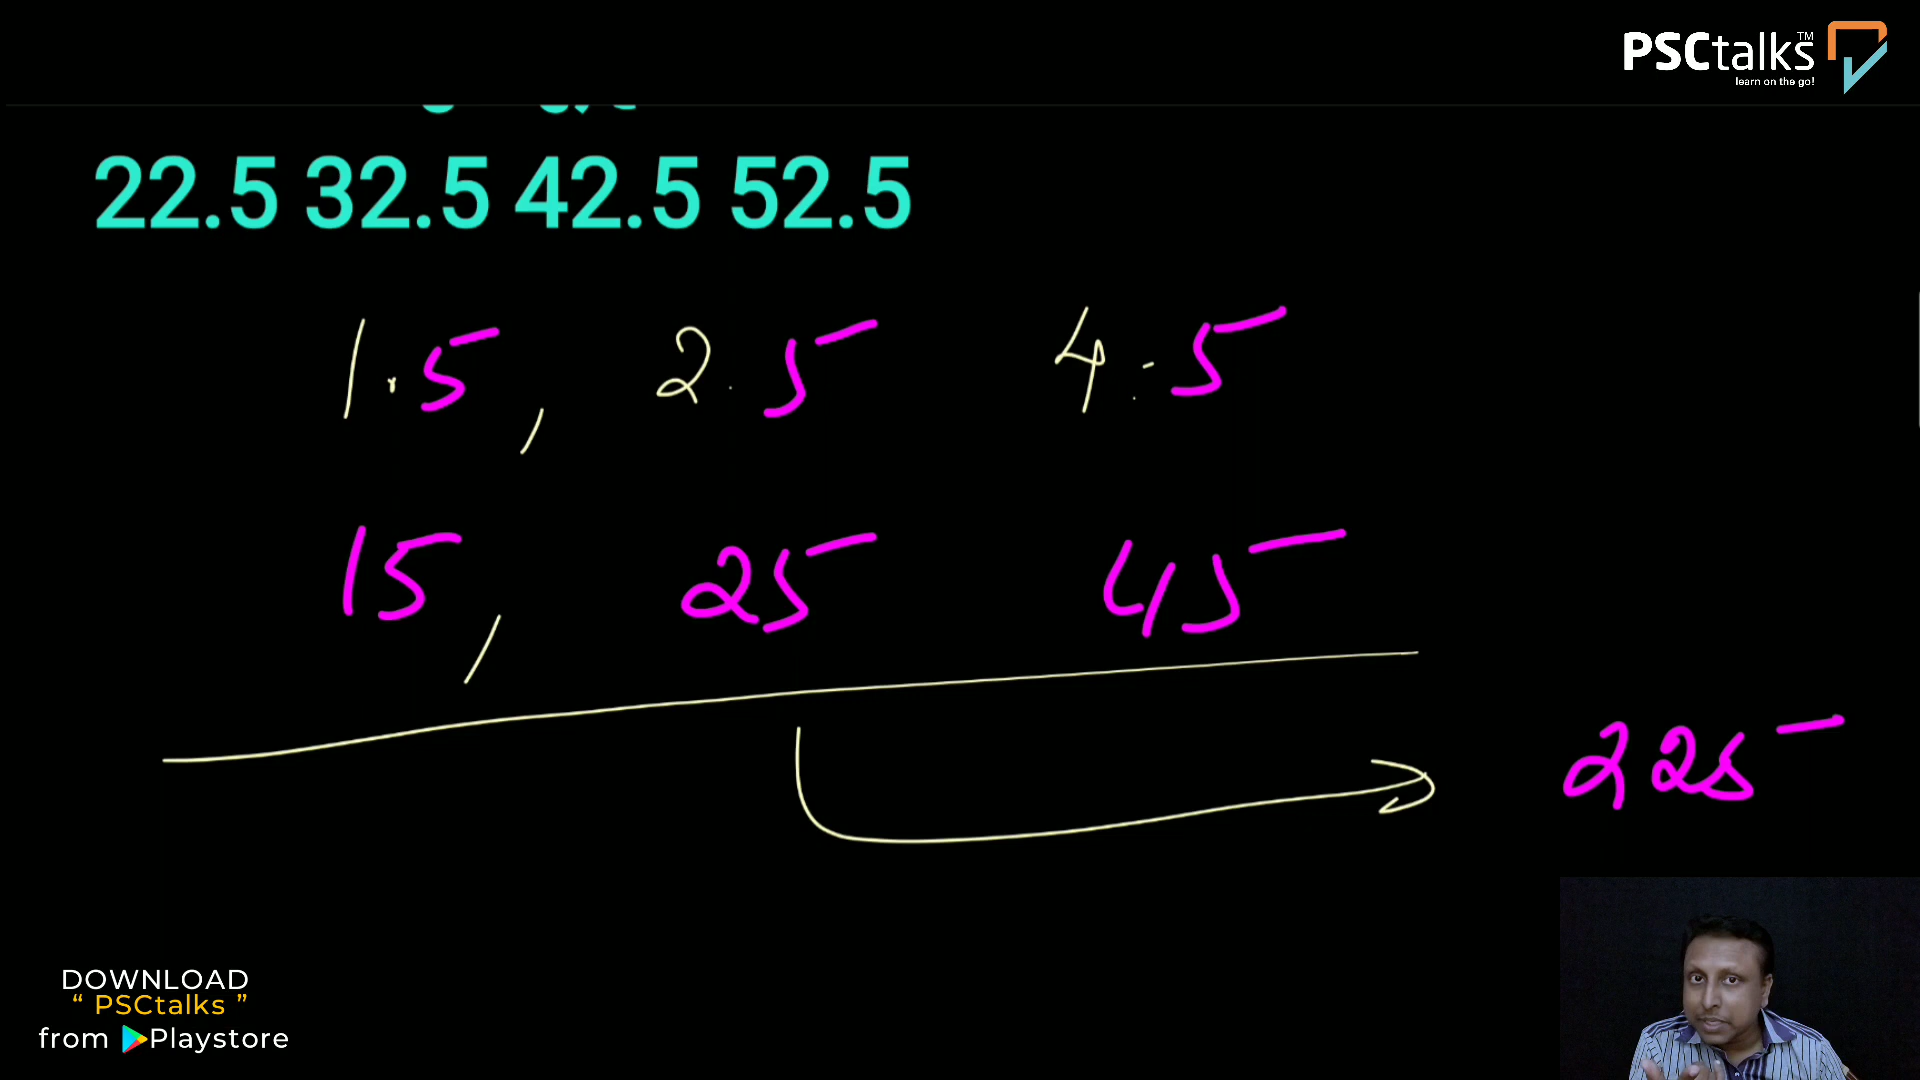 PSCtalks™
learn on the go!
22.5 32.5 42.5 52.5
1.5, 2.5 4.5
15, 25 45
225
DOWNLOAD
“ PSCtalks ”
from Playstore